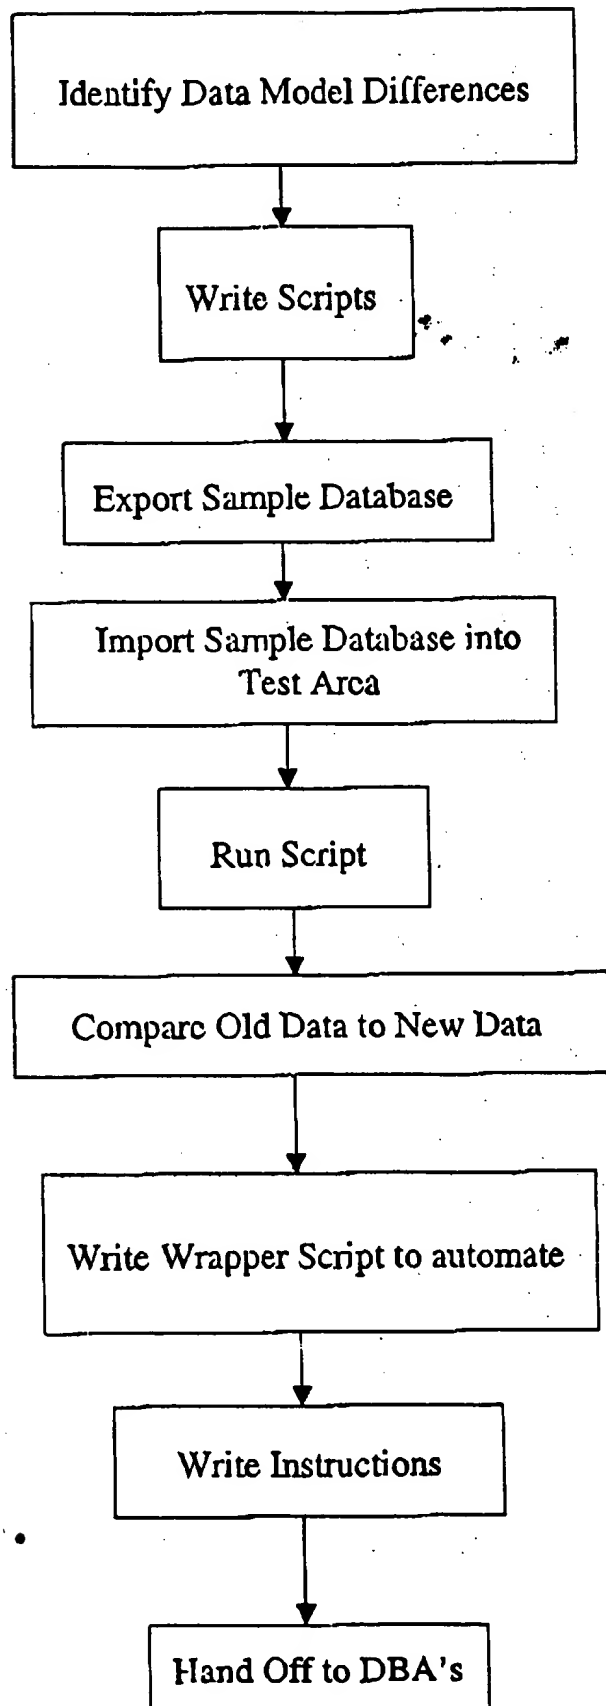 Identify Data Model Differences
Write Scripts
Export Sample Database
Import Sample Database into
Test Area
Run Script
Compare Old Data to New Data
Write Wrapper Script to automate
Write Instructions
Hand Off to DBA's